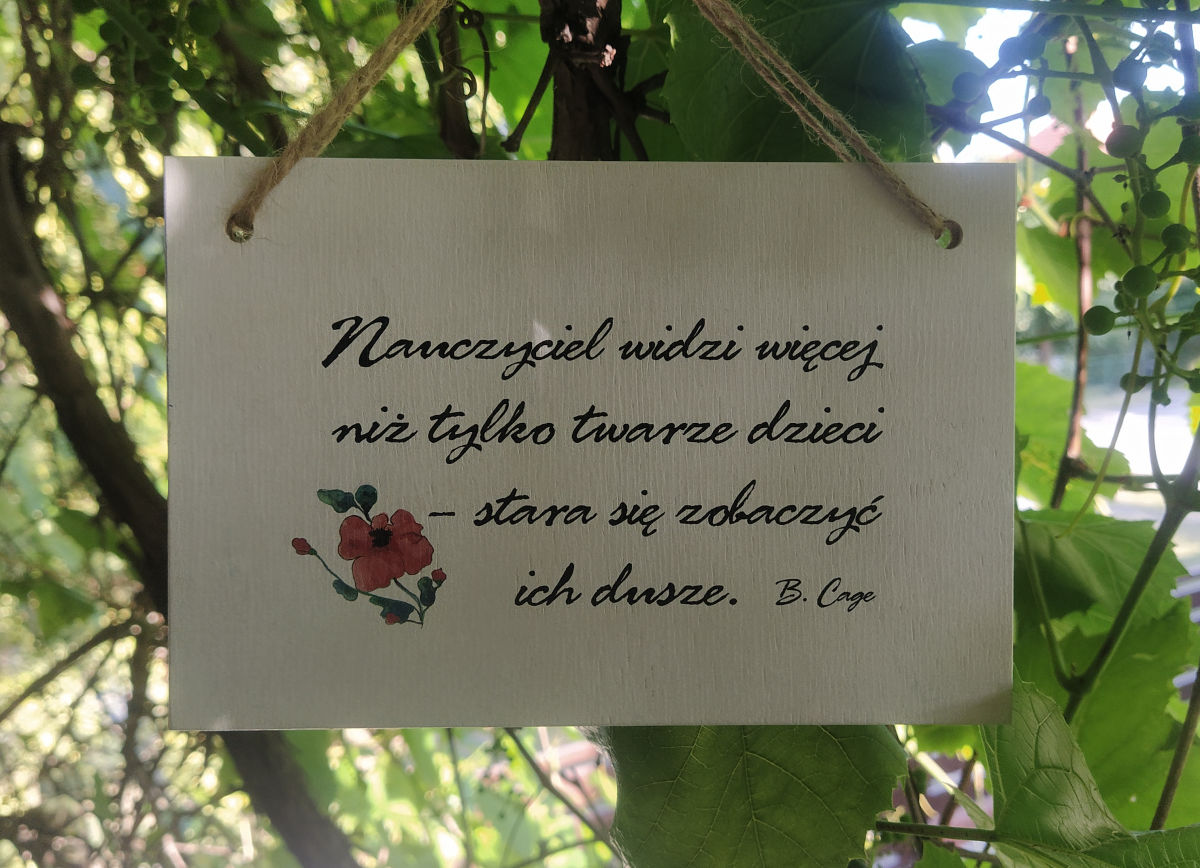 Nauczyciel widzi więcej
niż tylko twarze dzieci
– stara się zobaczyć
ich dusze. B. Cage